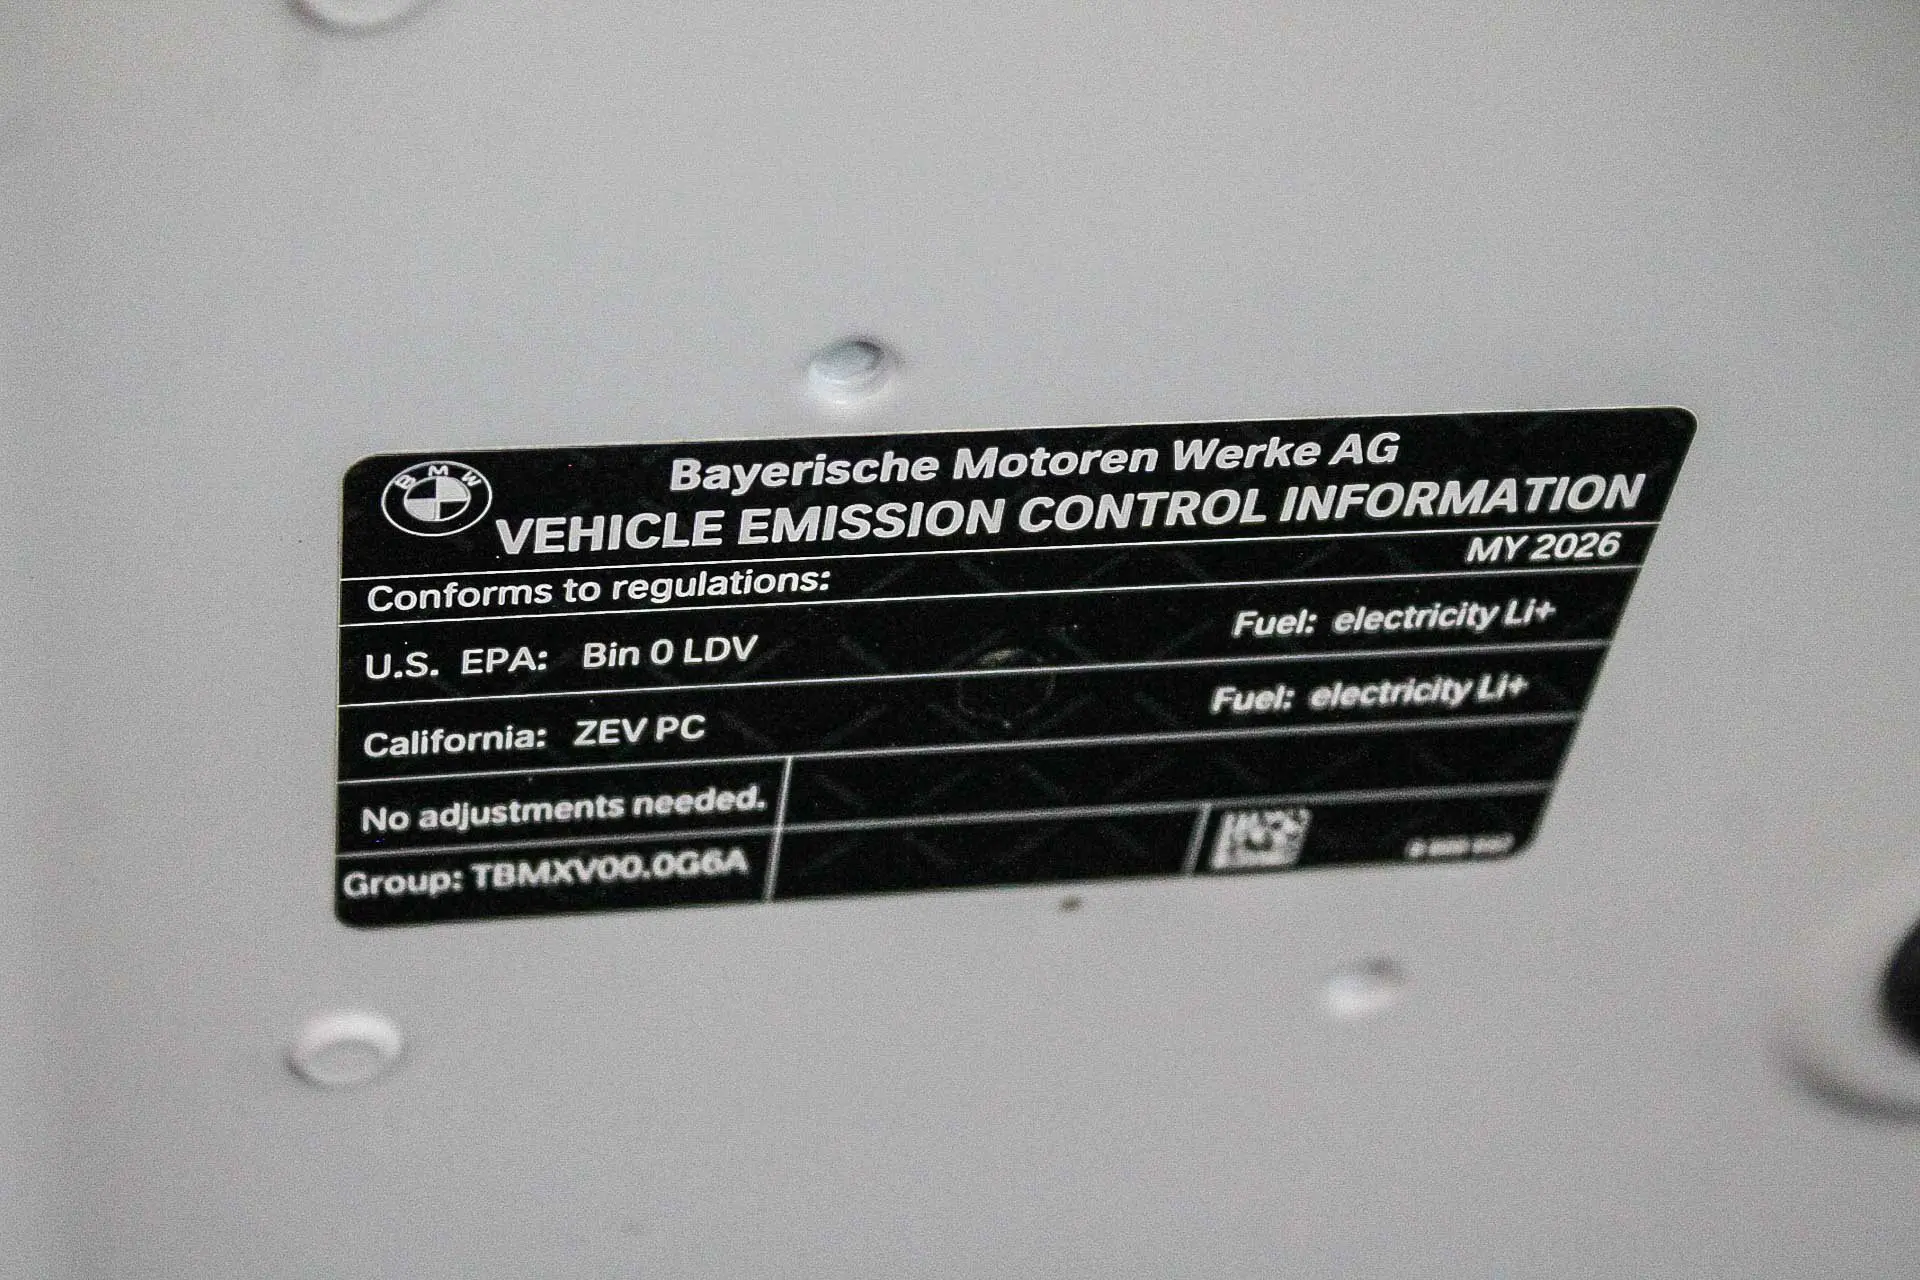 BMW
Bayerische Motoren Werke AG
VEHICLE EMISSION CONTROL INFORMATION
MY 2026
Conforms to regulations:
U.S. EPA: Bin 0 LDV Fuel: electricity Li+
California: ZEV PC Fuel: electricity Li+
No adjustments needed.
Group: TBMXV00.0G6A